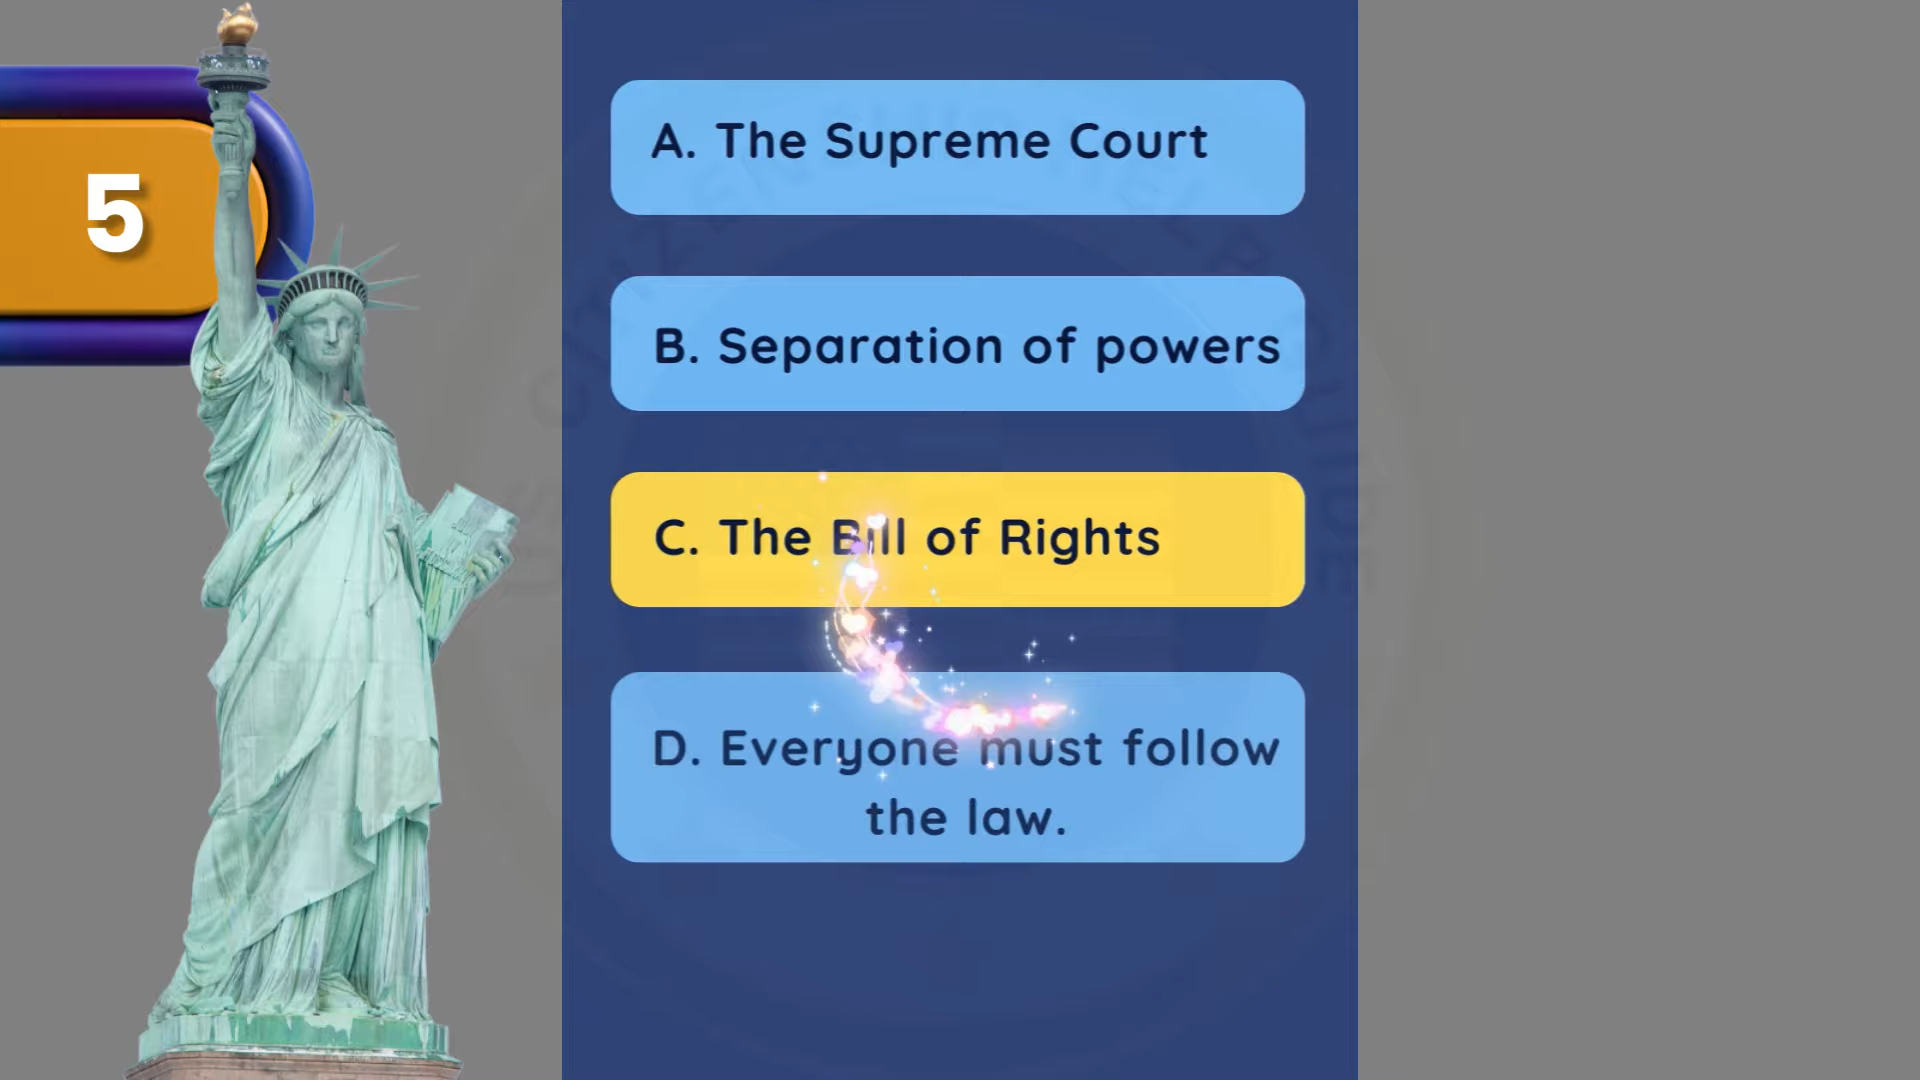 5
A. The Supreme Court
B. Separation of powers
C. The Bill of Rights
D. Everyone must follow
the law.